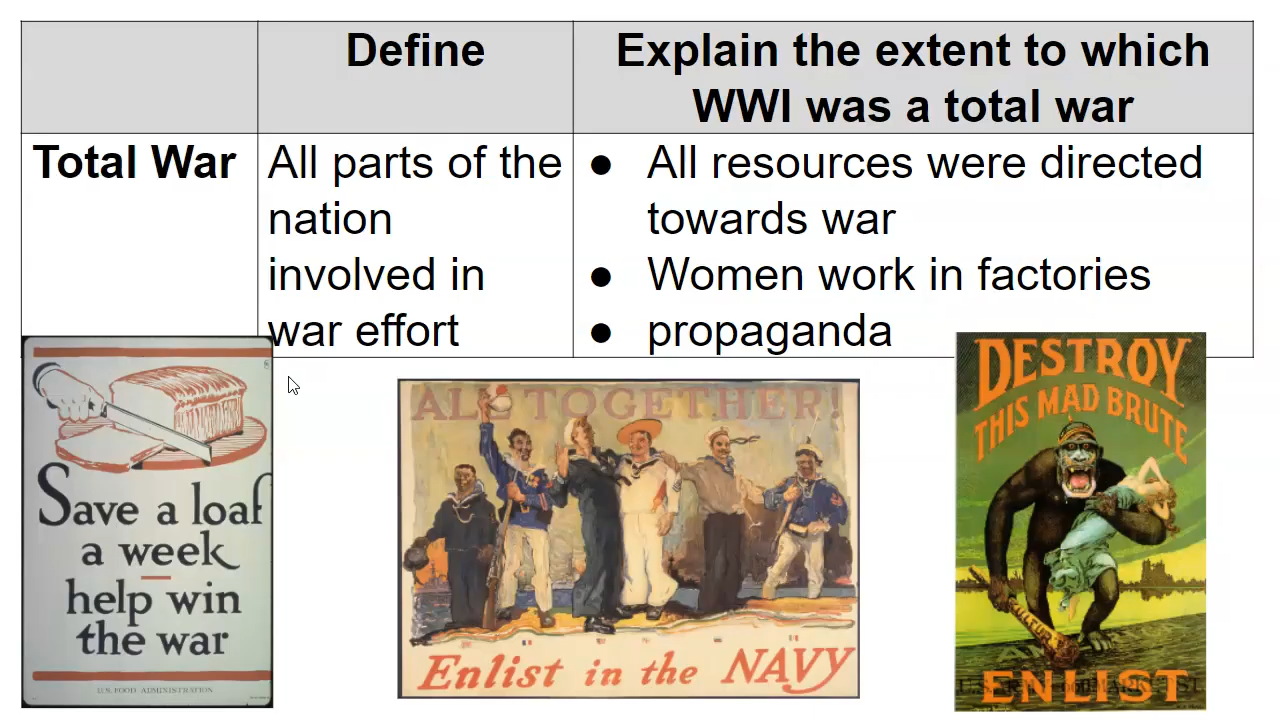 Define
Explain the extent to which
WWI was a total war
Total War
All parts of the
nation
involved in
war effort
● All resources were directed
towards war
● Women work in factories
● propaganda
Save a loaf
a week
help win
the war
U.S. FOOD ADMINISTRATION
ALL TOGETHER!
Enlist in the NAVY
DESTROY
THIS MAD BRUTE
KULTUR
ENLIST